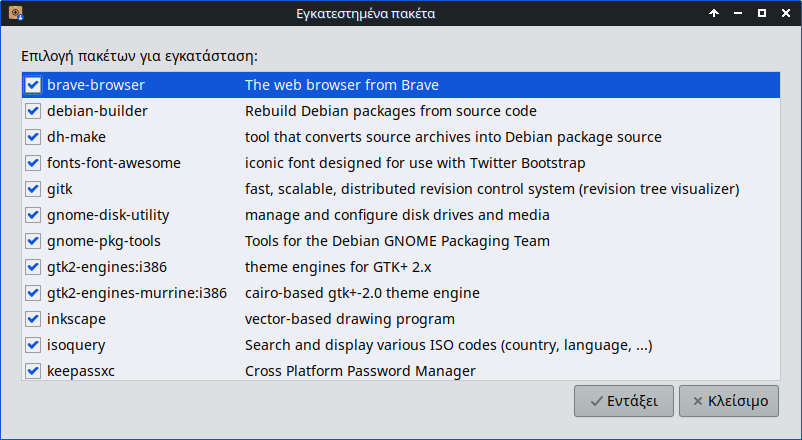 Εγκατεστημένα πακέτα
Επιλογή πακέτων για εγκατάσταση:
brave-browser The web browser from Brave
debian-builder Rebuild Debian packages from source code
dh-make tool that converts source archives into Debian package source
fonts-font-awesome iconic font designed for use with Twitter Bootstrap
gitk fast, scalable, distributed revision control system (revision tree visualizer)
gnome-disk-utility manage and configure disk drives and media
gnome-pkg-tools Tools for the Debian GNOME Packaging Team
gtk2-engines:i386 theme engines for GTK+ 2.x
gtk2-engines-murrine:i386 cairo-based gtk+-2.0 theme engine
inkscape vector-based drawing program
isoquery Search and display various ISO codes (country, language, ...)
keepassxc Cross Platform Password Manager
Εντάξει Κλείσιμο